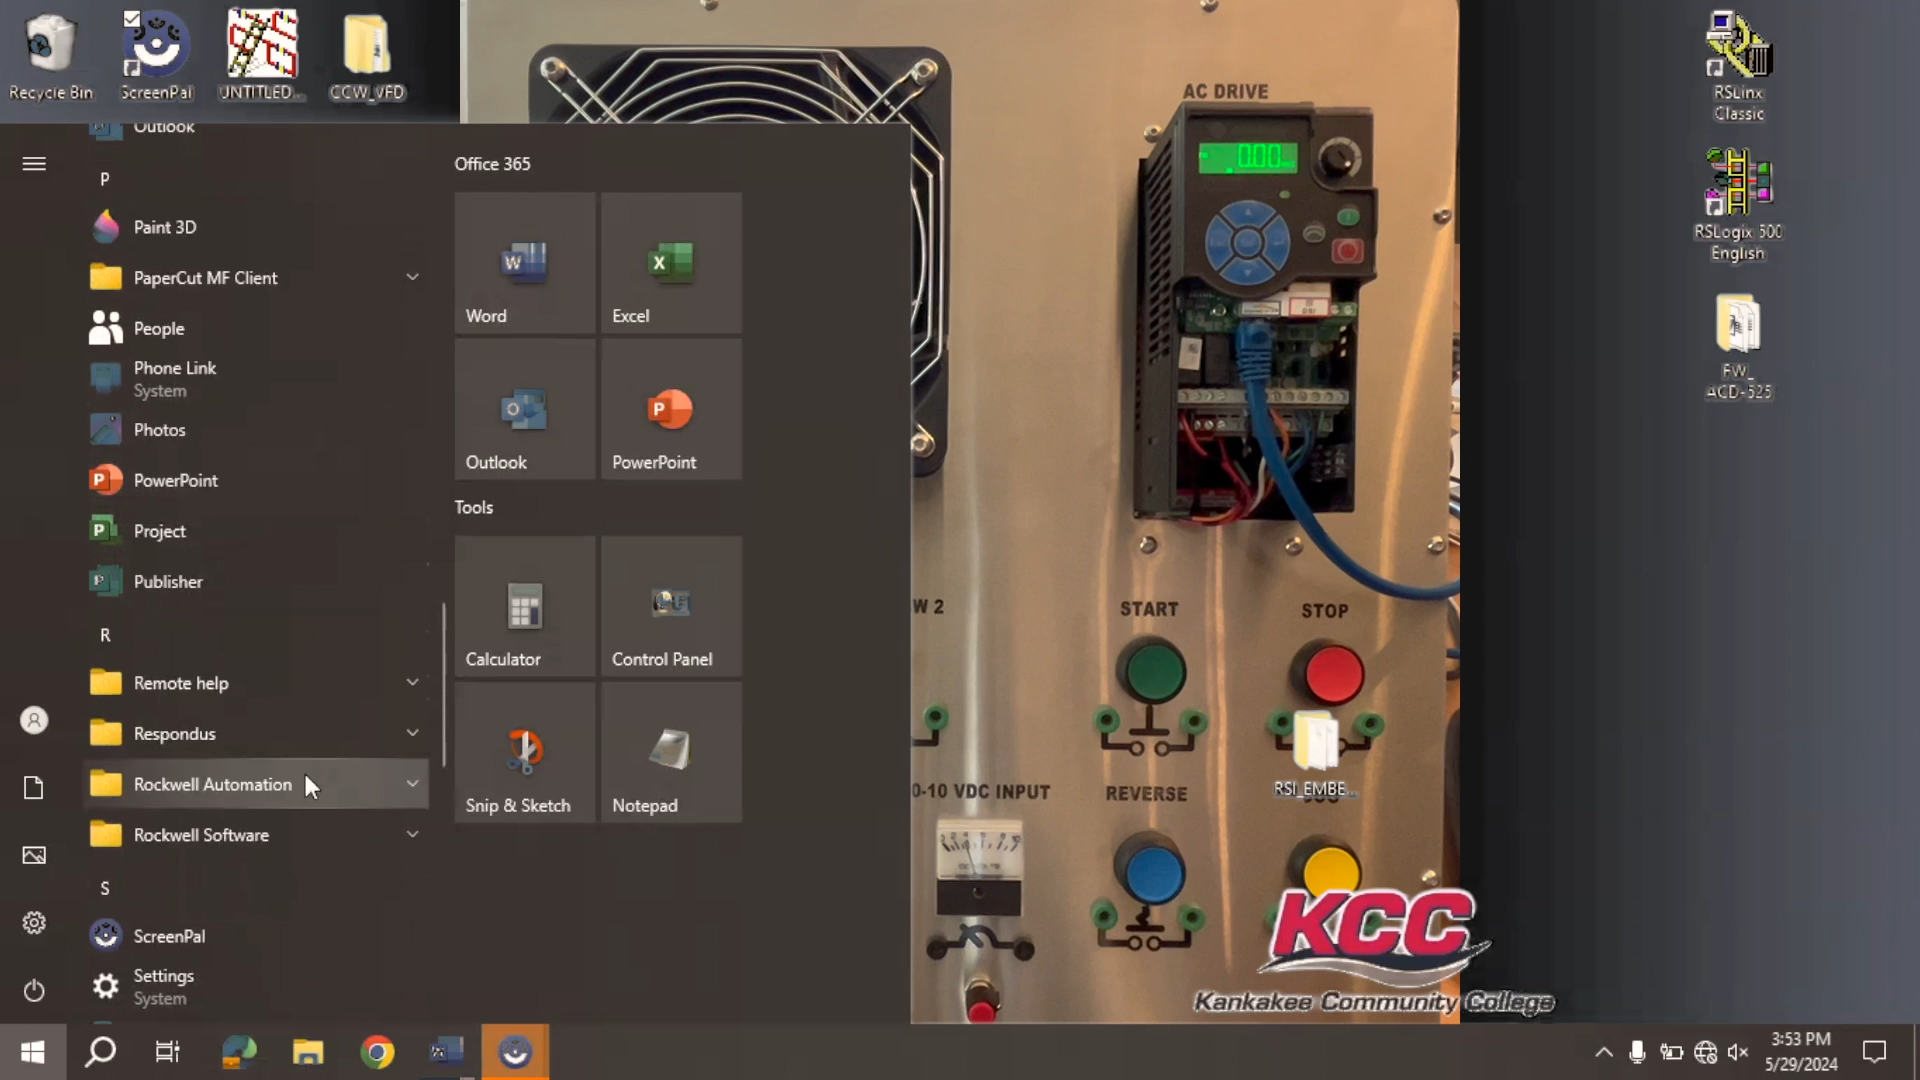 Recycle Bin
ScreenPal
UNTITLED...
CCW_VFD
Outlook
P
Paint 3D
PaperCut MF Client
People
Phone Link
System
Photos
PowerPoint
Project
Publisher
R
Remote help
Respondus
Rockwell Automation
Rockwell Software
S
ScreenPal
Settings
System
Office 365
Word
Excel
Outlook
PowerPoint
Tools
Calculator
Control Panel
Snip & Sketch
Notepad
AC DRIVE
0.00
W 2
START
STOP
0-10 VDC INPUT
REVERSE
RSI_EMBE...
KCC
Kankakee Community College
RSLinx
Classic
RSLogix 500
English
FW_
ACD-525
3:53 PM
5/29/2024